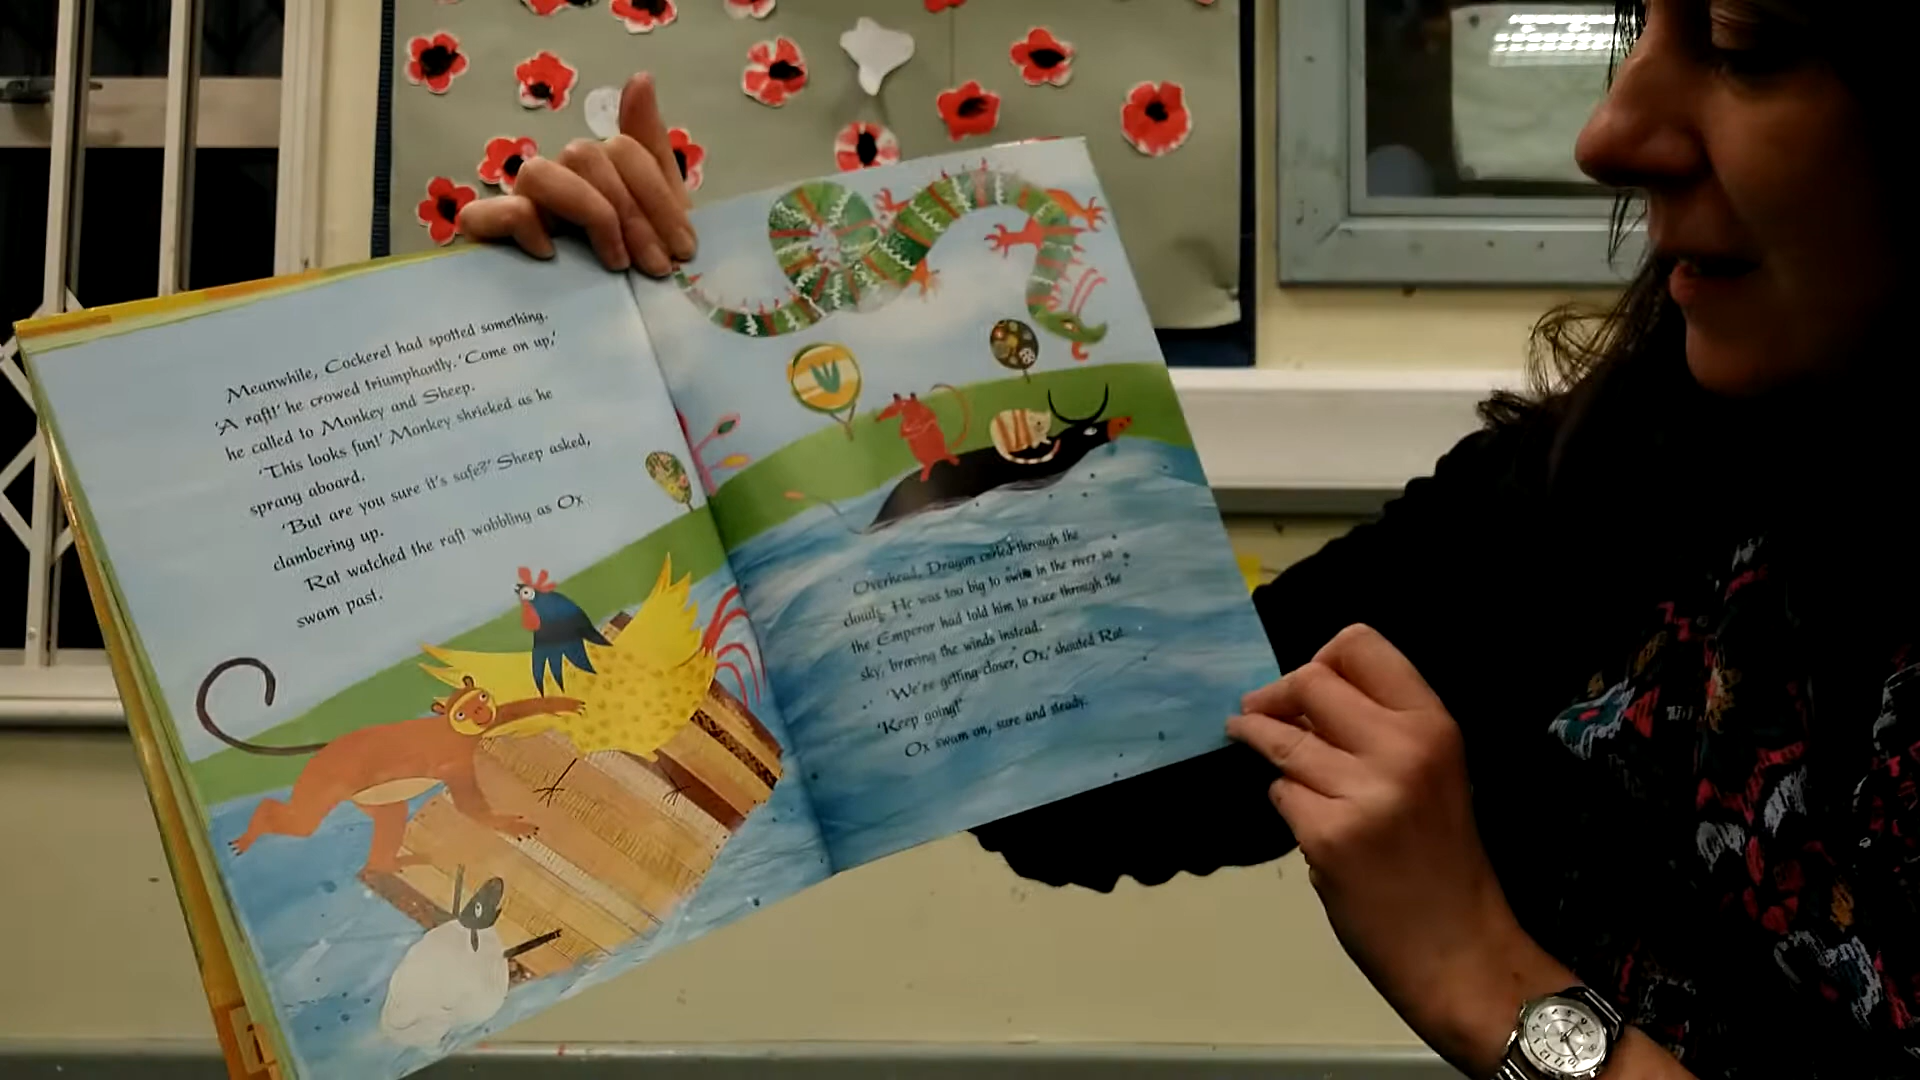 Meanwhile, Cockerel had spotted something.
'A raft!' he crowed triumphantly. 'Come on up,'
he called to Monkey and Sheep.
'This looks fun!' Monkey shrieked as he
sprang aboard.
'But are you sure it's safe?' Sheep asked,
clambering up.
Rat watched the raft wobbling as Ox
swam past.
Overhead, Dragon curled through the
clouds. He was too big to swim in the river, so
the Emperor had told him to race through the
sky, braving the winds instead.
'We're getting closer, Ox,' shouted Rat.
'Keep going!'
Ox swam on, sure and steady.